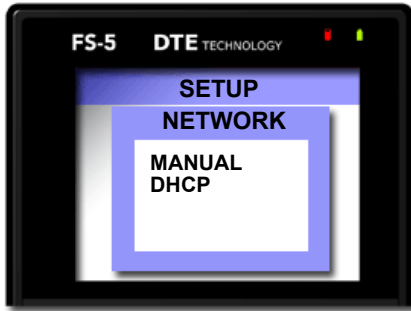 FS-5 DTE TECHNOLOGY
SETUP
NETWORK
MANUAL
DHCP